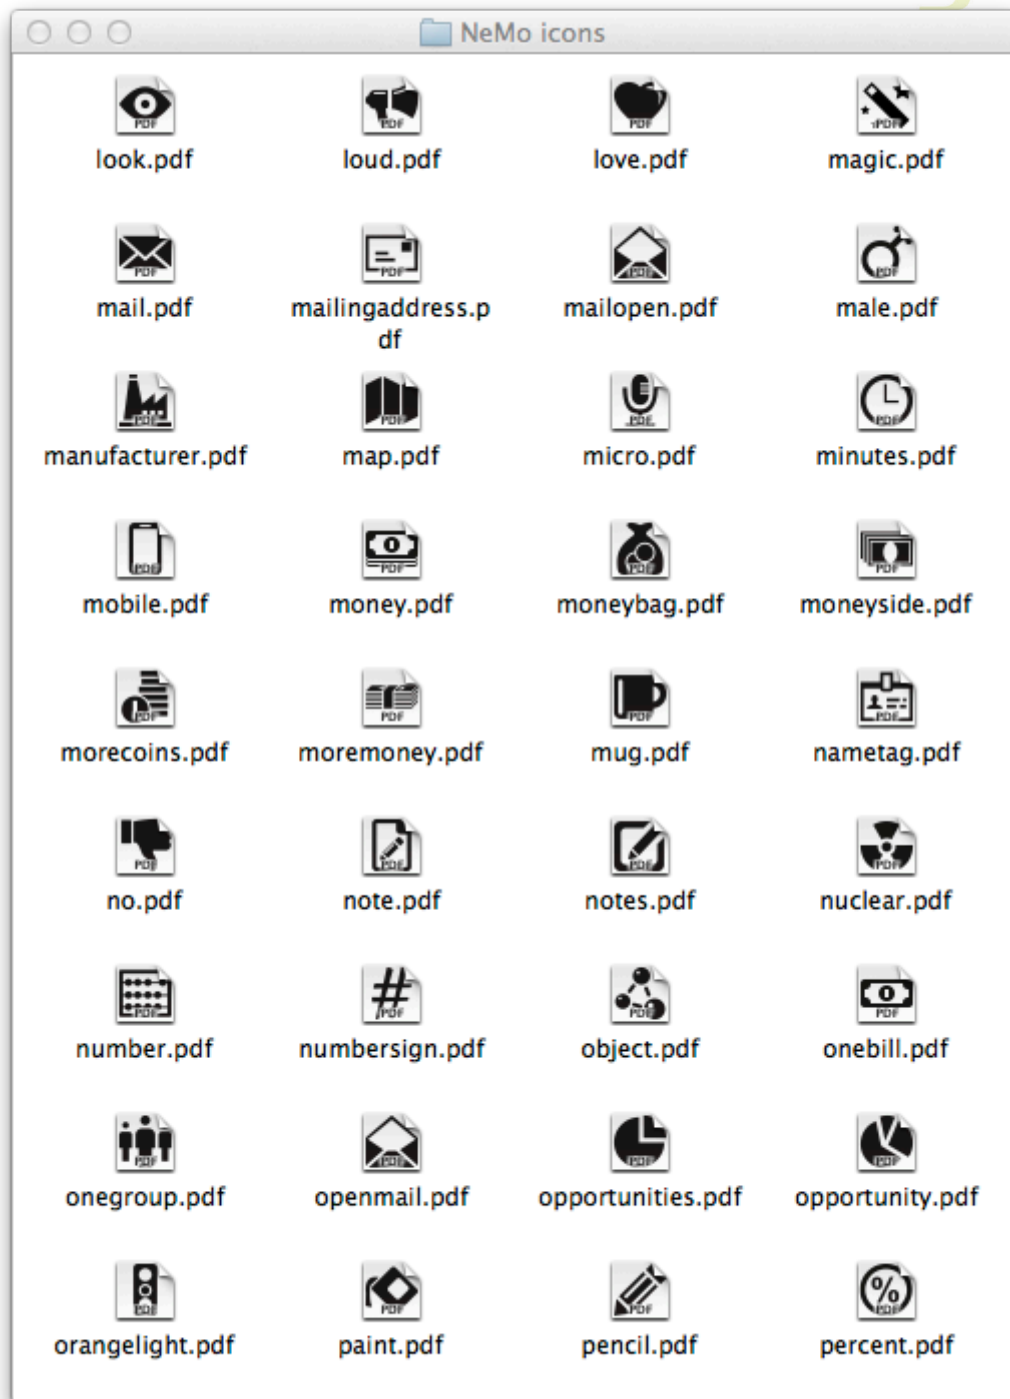 NeMo icons
look.pdf loud.pdf love.pdf magic.pdf
mail.pdf mailingaddress.p mailopen.pdf male.pdf
df
manufacturer.pdf map.pdf micro.pdf minutes.pdf
mobile.pdf money.pdf moneybag.pdf moneyside.pdf
morecoins.pdf moremoney.pdf mug.pdf nametag.pdf
no.pdf note.pdf notes.pdf nuclear.pdf
number.pdf numbersign.pdf object.pdf onebill.pdf
onegroup.pdf openmail.pdf opportunities.pdf opportunity.pdf
orangelight.pdf paint.pdf pencil.pdf percent.pdf